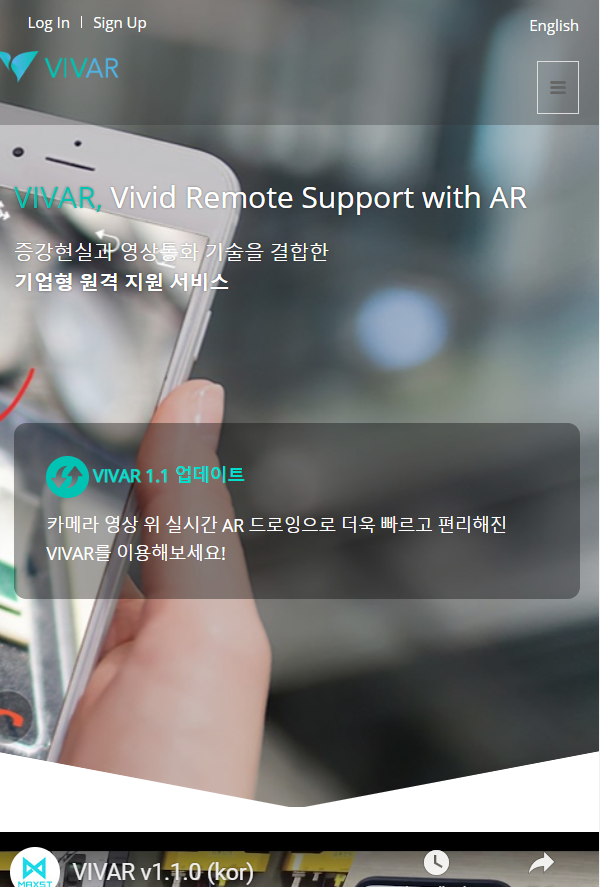 Log In | Sign Up
English
VIVAR
VIVAR, Vivid Remote Support with AR
증강현실과 영상통화 기술을 결합한
기업형 원격 지원 서비스
VIVAR 1.1 업데이트
카메라 영상 위 실시간 AR 드로잉으로 더욱 빠르고 편리해진
VIVAR를 이용해보세요!
VIVAR v1.1.0 (kor)
MAXST